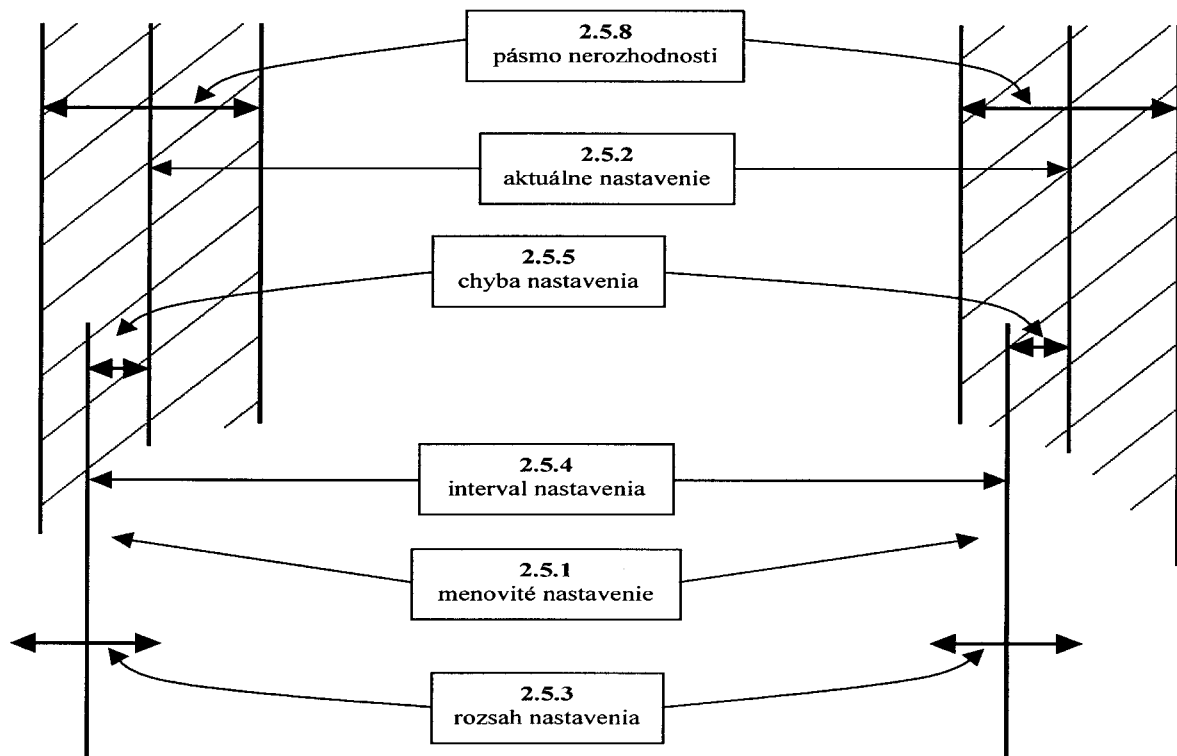 2.5.8
pásmo nerozhodnosti
2.5.2
aktuálne nastavenie
2.5.5
chyba nastavenia
2.5.4
interval nastavenia
2.5.1
menovité nastavenie
2.5.3
rozsah nastavenia